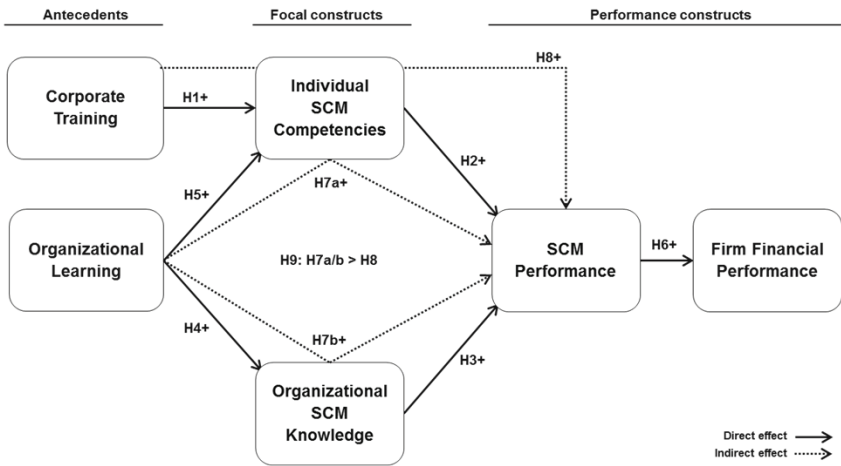 Antecedents
Focal constructs
Performance constructs
Corporate
Training
H1+
Individual
SCM
Competencies
H8+
H2+
H5+
H7a+
Organizational
Learning
H9: H7a/b > H8
SCM
Performance
H6+
Firm Financial
Performance
H4+
H7b+
H3+
Organizational
SCM
Knowledge
Direct effect
Indirect effect